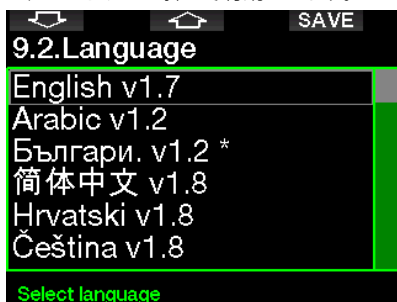 SAVE
9.2.Language
English v1.7
Arabic v1.2
Българи. v1.2 *
简体中文 v1.8
Hrvatski v1.8
Čeština v1.8
Select language